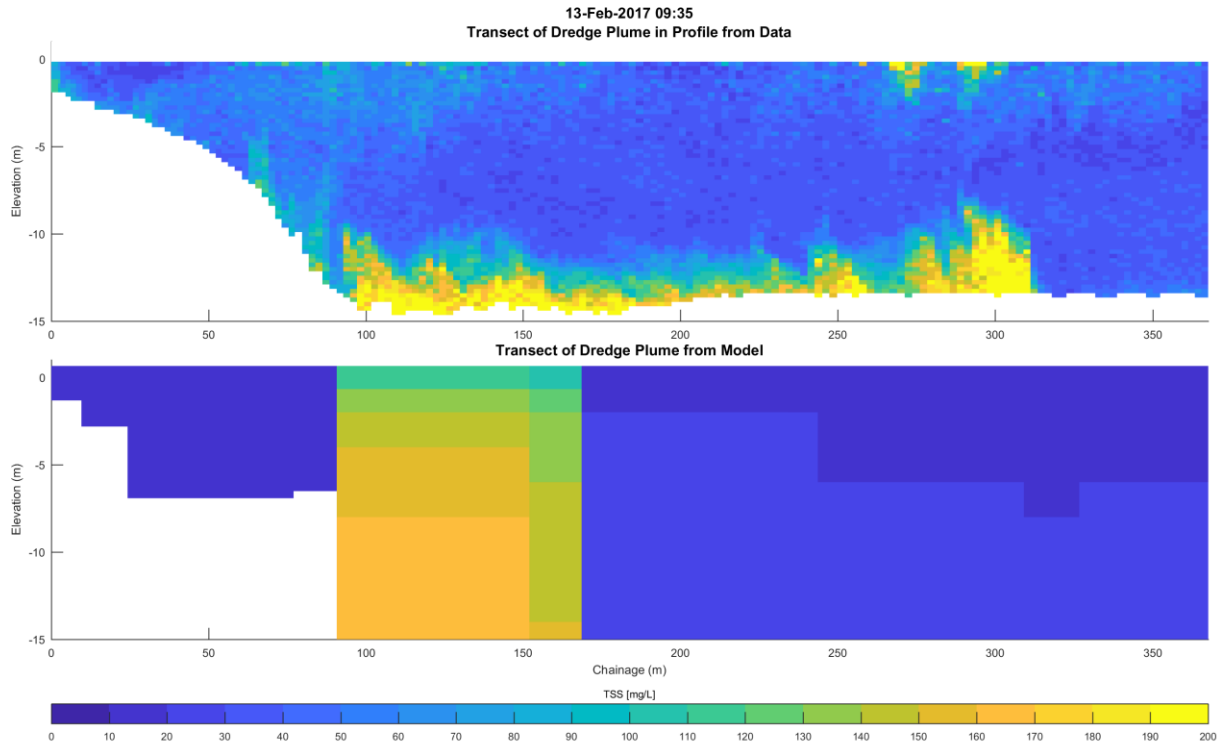 13-Feb-2017 09:35
Transect of Dredge Plume in Profile from Data
0
-5
-10
-15
Elevation (m)
0 50 100 150 200 250 300 350
Transect of Dredge Plume from Model
0
-5
-10
-15
Elevation (m)
0 50 100 150 200 250 300 350
Chainage (m)
TSS [mg/L]
0 10 20 30 40 50 60 70 80 90 100 110 120 130 140 150 160 170 180 190 200